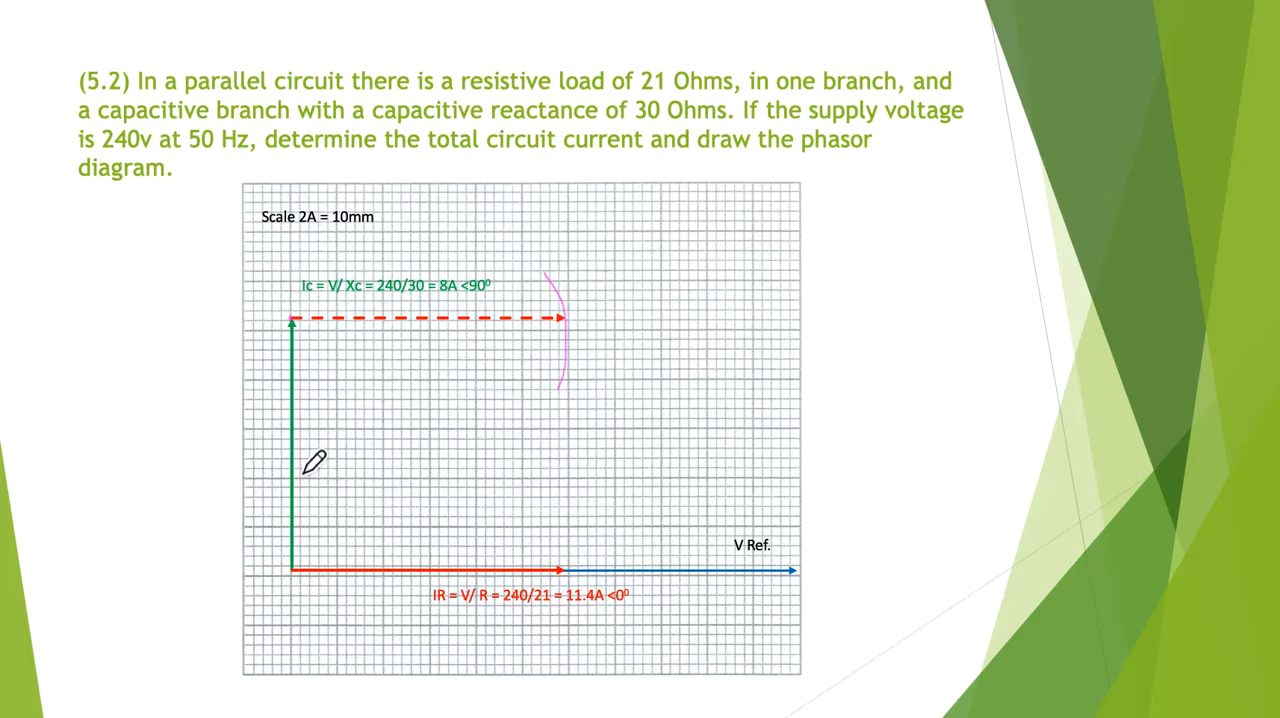 (5.2) In a parallel circuit there is a resistive load of 21 Ohms, in one branch, and
a capacitive branch with a capacitive reactance of 30 Ohms. If the supply voltage
is 240v at 50 Hz, determine the total circuit current and draw the phasor
diagram.
Scale 2A = 10mm
Ic = V/ Xc = 240/30 = 8A <90⁰
V Ref.
IR = V/ R = 240/21 = 11.4A <0⁰